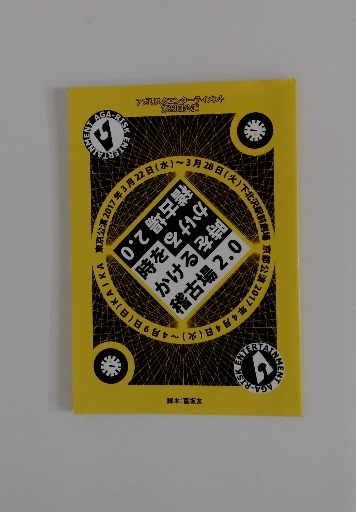 アガリスクエンターテイメント
第23回公演
AGA-RISK ENTERTAINMENT
東京公演2017年3月22日(水)～3月28日(火)下北沢駅前劇場
京都公演2017年4月4日(火)～4月9日(日)KAIKA
時を
かける
稽古場2.0
時を
かける
稽古場2.0
AGA-RISK ENTERTAINMENT
脚本：冨坂友